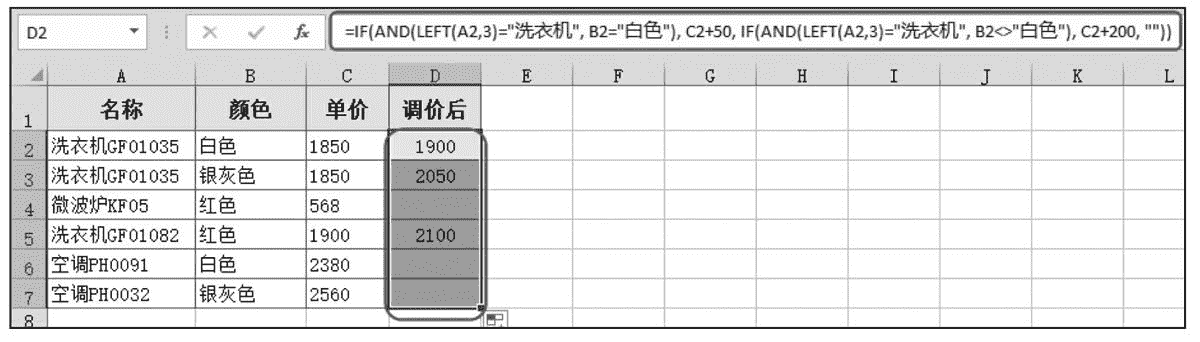 D2 fx =IF(AND(LEFT(A2,3)="洗衣机", B2="白色"), C2+50, IF(AND(LEFT(A2,3)="洗衣机", B2<>"白色"), C2+200, ""))
A B C D E F G H I J K L
1 名称 颜色 单价 调价后
2 洗衣机GF01035 白色 1850 1900
3 洗衣机GF01035 银灰色 1850 2050
4 微波炉KF05 红色 568
5 洗衣机GF01082 红色 1900 2100
6 空调PH0091 白色 2380
7 空调PH0032 银灰色 2560
8